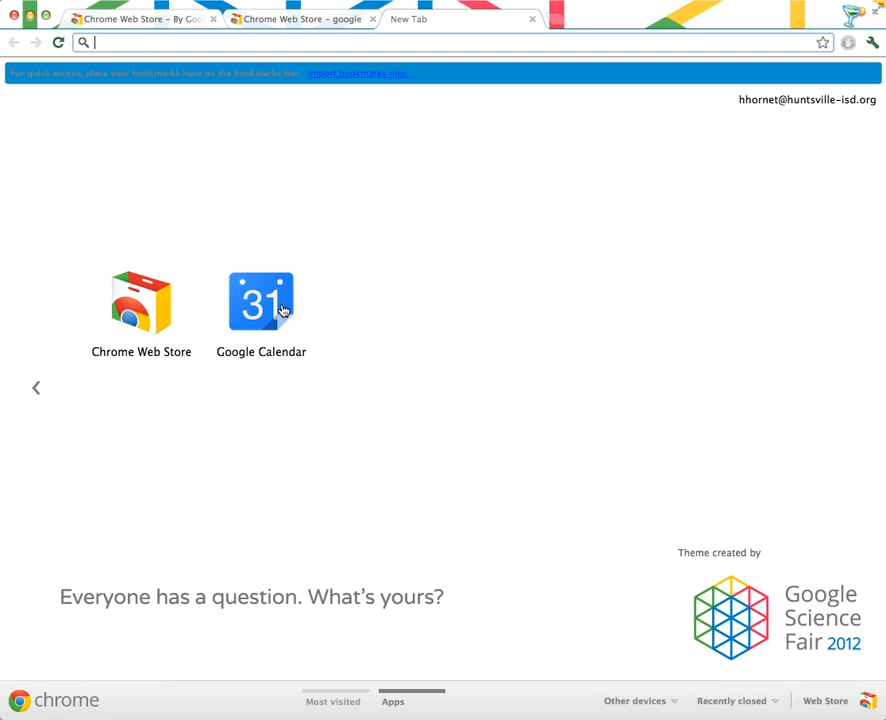 Chrome Web Store - By Goo
Chrome Web Store - google
New Tab
For quick access, place your bookmarks here on the bookmarks bar. Import bookmarks now...
hhornet@huntsville-isd.org
31
Chrome Web Store
Google Calendar
Theme created by
Everyone has a question. What's yours?
Google
Science
Fair 2012
chrome
Most visited
Apps
Other devices
Recently closed
Web Store